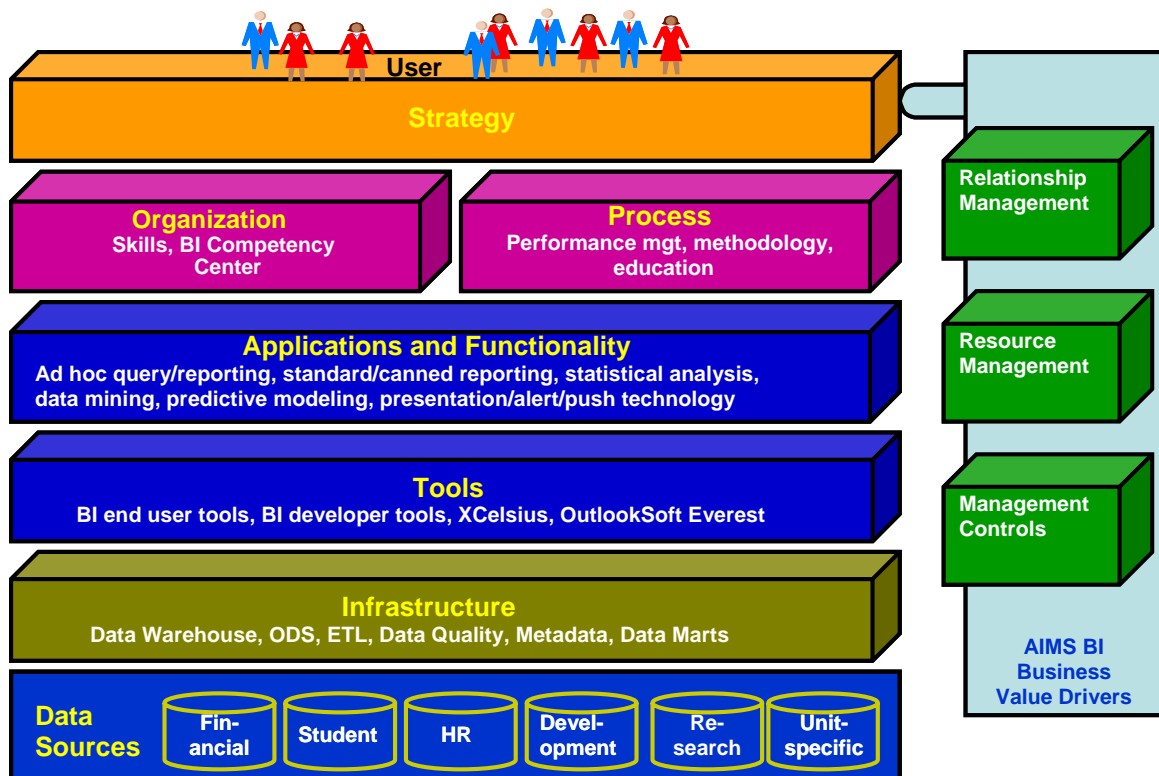 User
Strategy
Organization
Skills, BI Competency
Center
Process
Performance mgt, methodology,
education
Applications and Functionality
Ad hoc query/reporting, standard/canned reporting, statistical analysis,
data mining, predictive modeling, presentation/alert/push technology
Tools
BI end user tools, BI developer tools, XCelsius, OutlookSoft Everest
Infrastructure
Data Warehouse, ODS, ETL, Data Quality, Metadata, Data Marts
Data
Sources
Fin-
ancial
Student
HR
Devel-
opment
Re-
search
Unit-
specific
Relationship
Management
Resource
Management
Management
Controls
AIMS BI
Business
Value Drivers